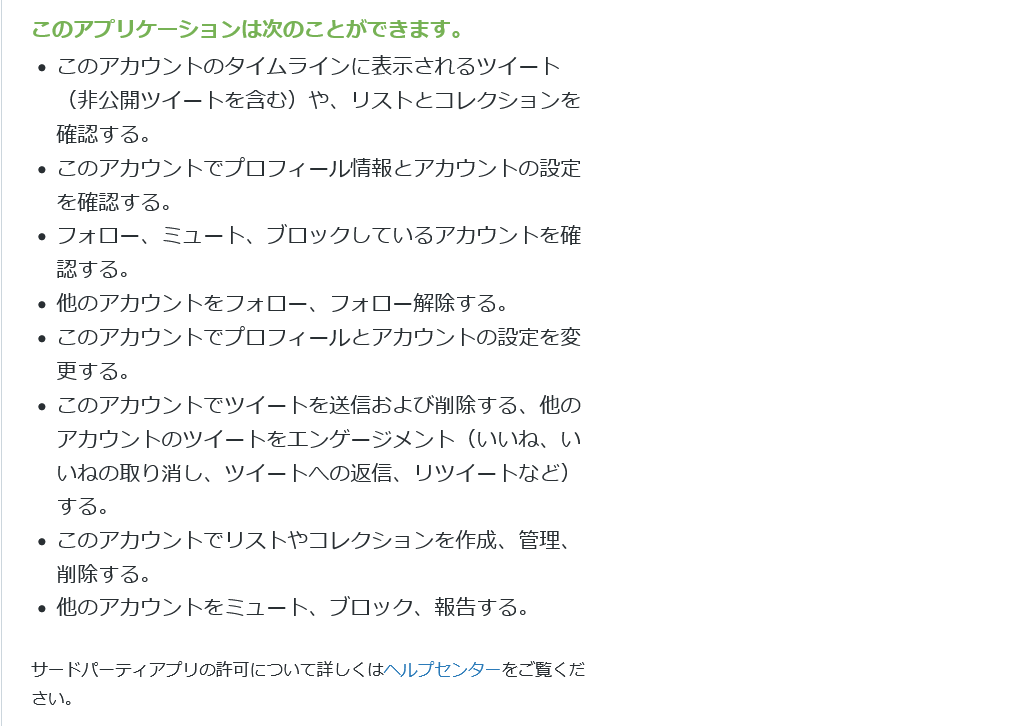 このアプリケーションは次のことができます。
• このアカウントのタイムラインに表示されるツイート
（非公開ツイートを含む）や、リストとコレクションを
確認する。
• このアカウントでプロフィール情報とアカウントの設定
を確認する。
• フォロー、ミュート、ブロックしているアカウントを確
認する。
• 他のアカウントをフォロー、フォロー解除する。
• このアカウントでプロフィールとアカウントの設定を変
更する。
• このアカウントでツイートを送信および削除する、他の
アカウントのツイートをエンゲージメント（いいね、い
いねの取り消し、ツイートへの返信、リツイートなど）
する。
• このアカウントでリストやコレクションを作成、管理、
削除する。
• 他のアカウントをミュート、ブロック、報告する。
サードパーティアプリの許可について詳しくはヘルプセンターをご覧くだ
さい。